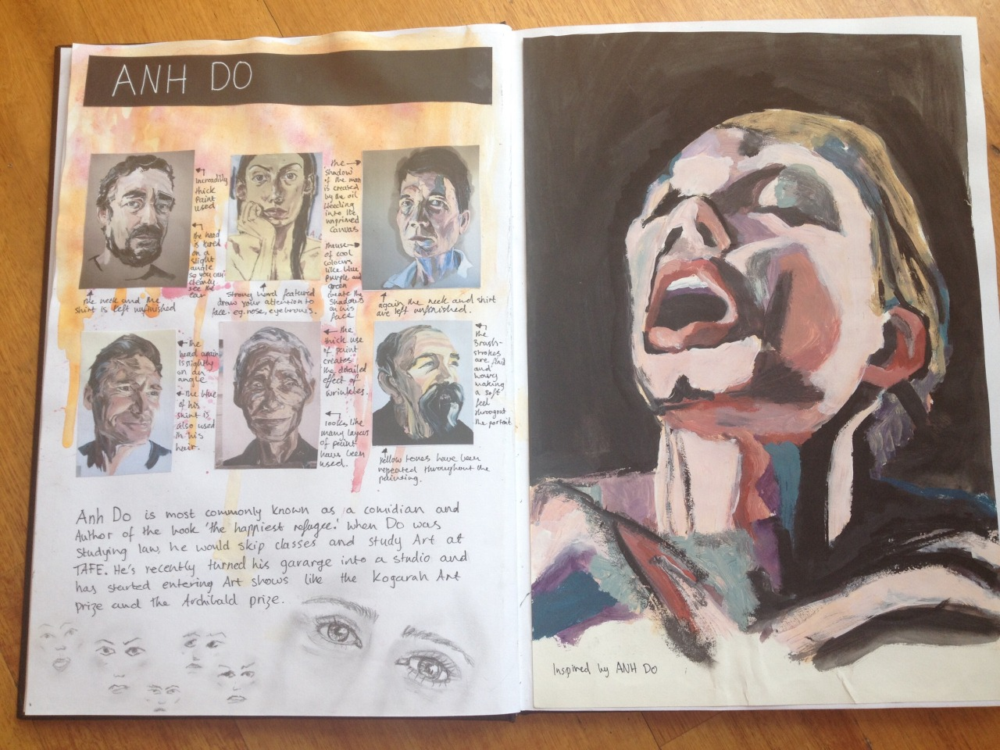 ANH DO
Incredibly
thick
paint
used
the head
is turned
on a
slight
angle
so you can
clearly
see the
ear
the neck and the
shirt is left unfinished
strong hard featured
draw your attention to
face. eg. nose, eyebrows.
the
shadow
of the man
is created
by the oil
bleeding
into the
unprimed
canvas
the use
of cool
colours
like blue
purple and
green
create the
shadows
on his
face
again the neck and shirt
are left unfinished.
the
head again
is slightly
on an
angle
the blue
of his
shirt is
also used
in his
hair.
the
thick use
of paint
creates
the detailed
effect of
wrinkles.
looks like
many layers
of paint
have been
used.
the
Brush-
strokes
are fluid
and
wavy
making
a soft
feel
througout
the portrait
yellow tones have been
repeated throughout the
painting.
Anh Do is most commonly known as a comidian and
Author of the book 'the happiest refugee'. When Do was
studying law, he would skip classes and study Art at
TAFE. He's recently turned his gararge into a studio and
has started entering Art shows like the Kogarah Art
prize and the Archibald prize.
Inspired by ANH DO